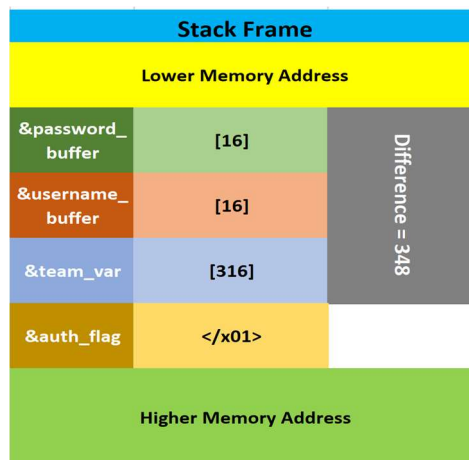 Stack Frame
Lower Memory Address
&password_
buffer
[16]
&username_
buffer
[16]
&team_var
[316]
&auth_flag
</x01>
Difference = 348
Higher Memory Address